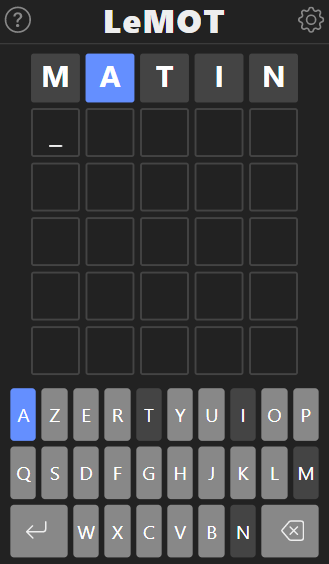 ? LeMOT
M A T I N
_
A Z E R T Y U I O P
Q S D F G H J K L M
W X C V B N